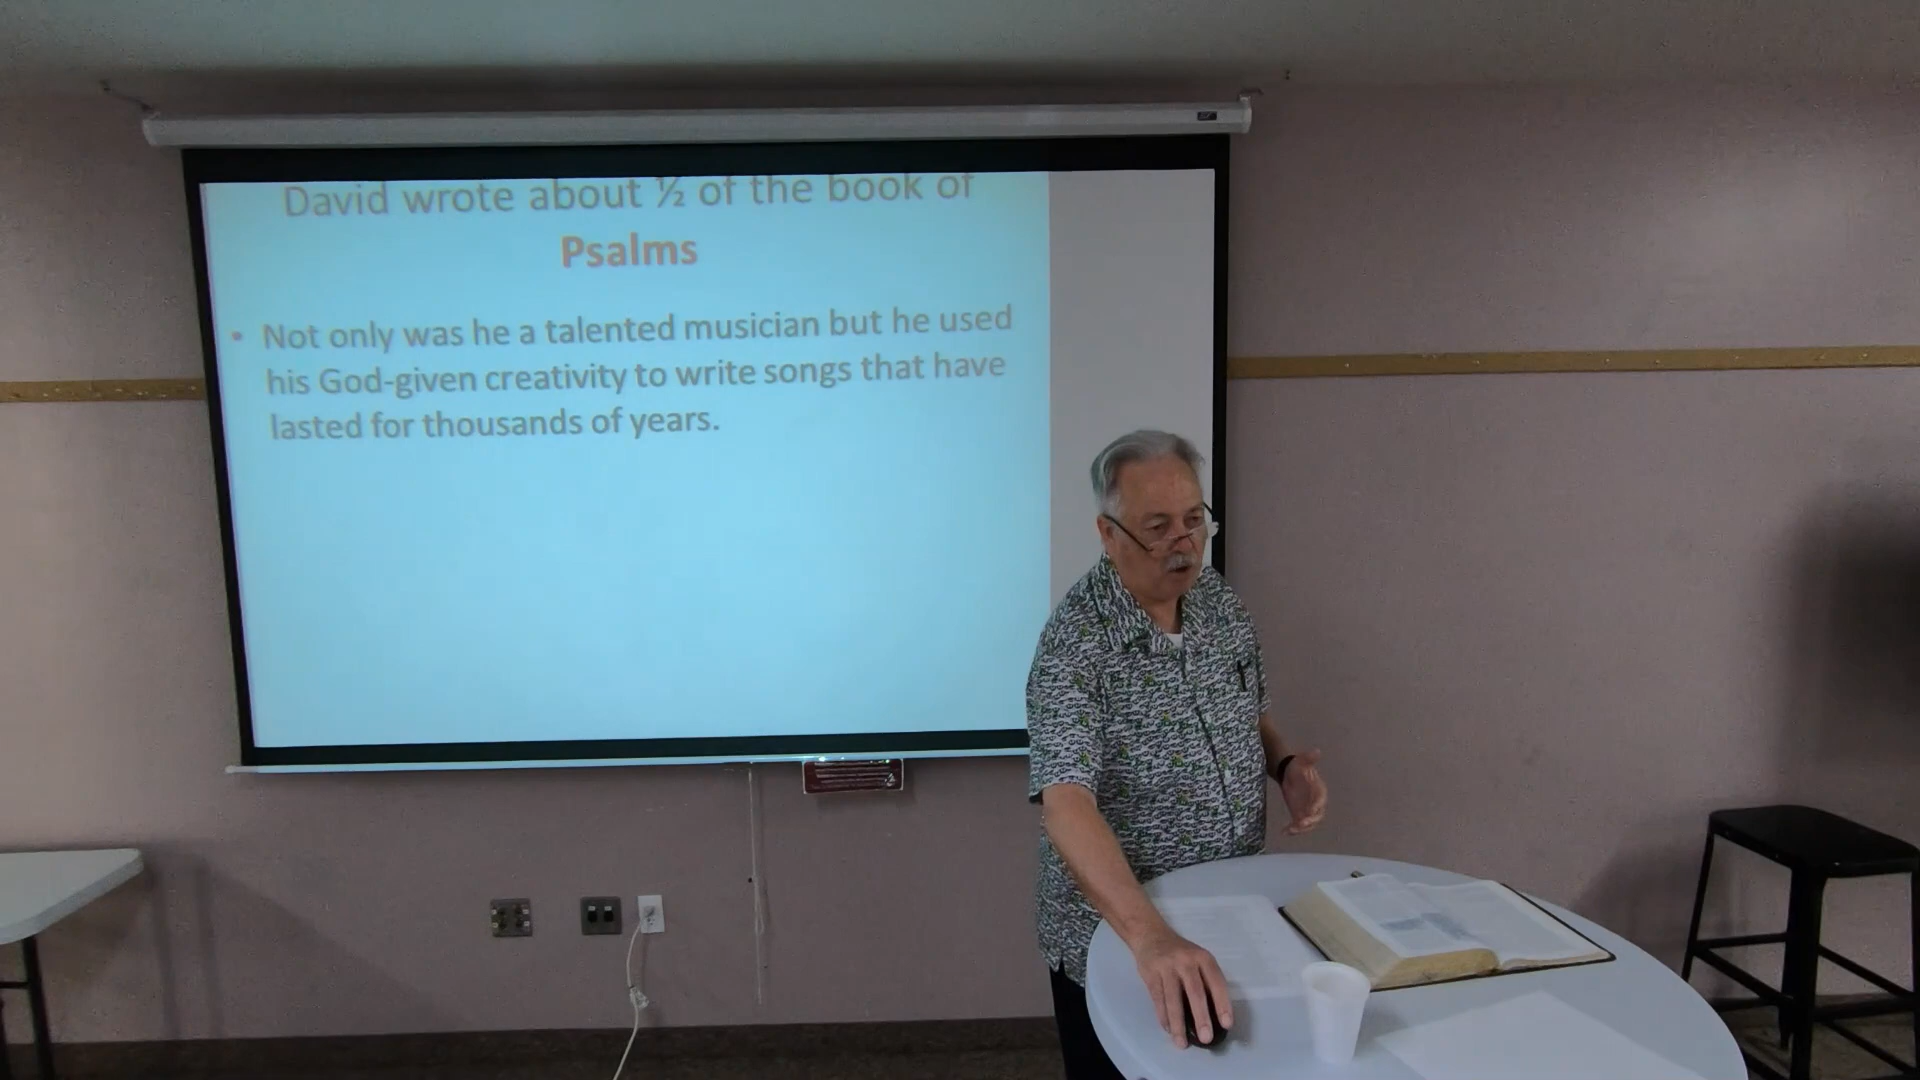 David wrote about ½ of the book of
Psalms
• Not only was he a talented musician but he used
his God-given creativity to write songs that have
lasted for thousands of years.